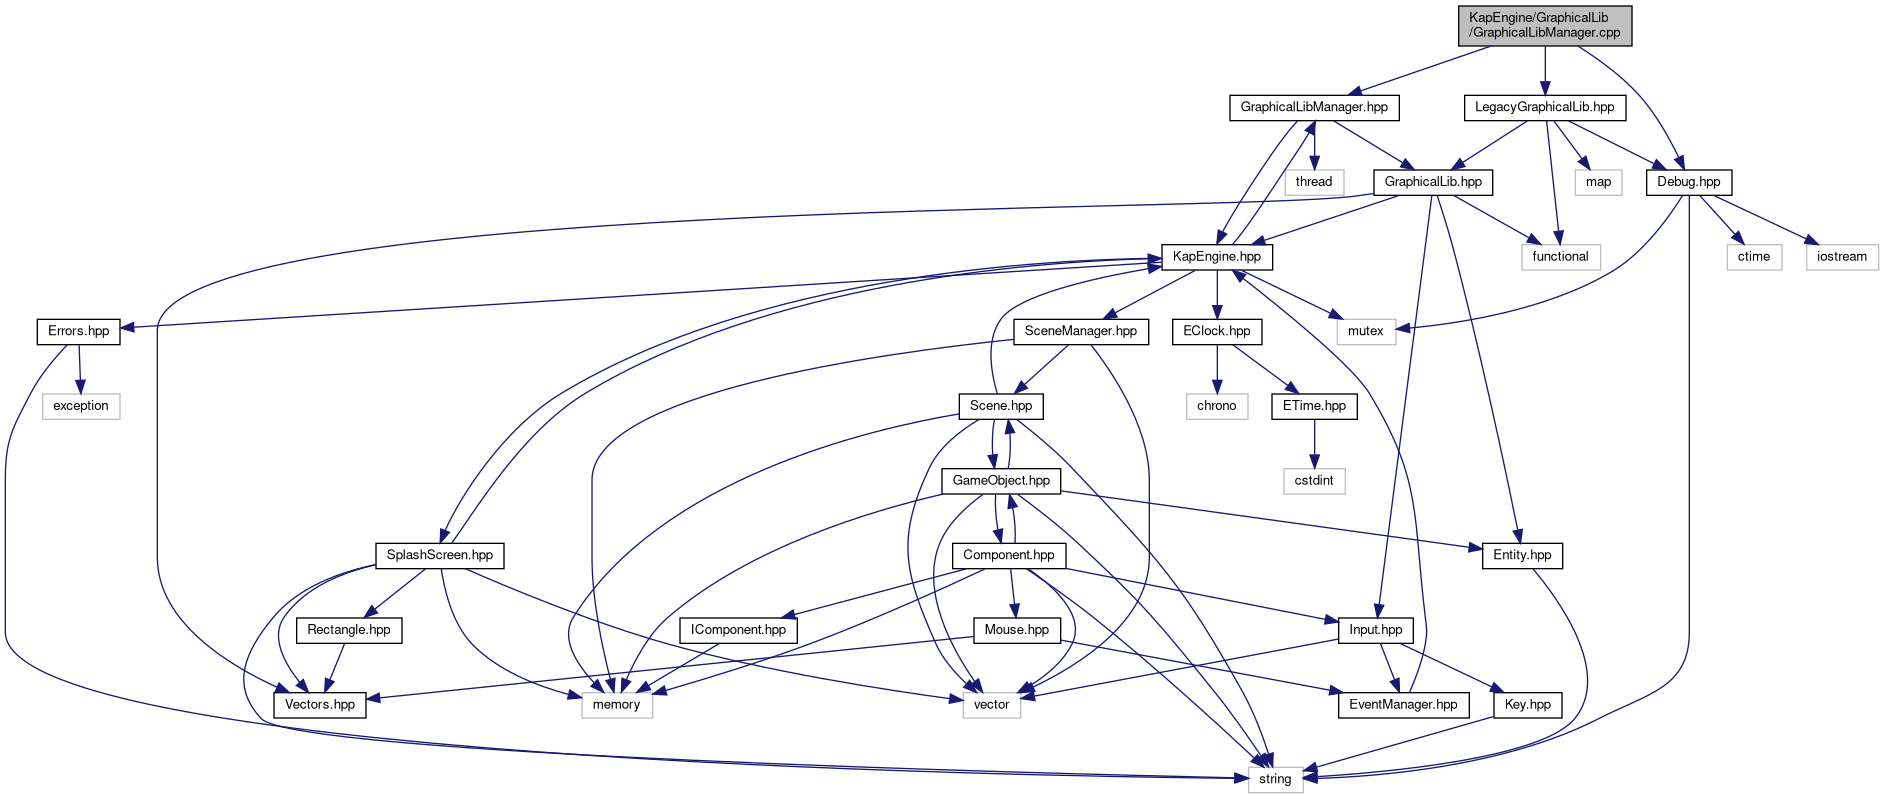 KapEngine/GraphicalLib
/GraphicalLibManager.cpp
GraphicalLibManager.hpp
LegacyGraphicalLib.hpp
thread
GraphicalLib.hpp
map
Debug.hpp
KapEngine.hpp
functional
ctime
iostream
Errors.hpp
SceneManager.hpp
EClock.hpp
mutex
exception
Scene.hpp
chrono
ETime.hpp
GameObject.hpp
cstdint
SplashScreen.hpp
Component.hpp
Entity.hpp
Rectangle.hpp
IComponent.hpp
Mouse.hpp
Input.hpp
Vectors.hpp
memory
vector
EventManager.hpp
Key.hpp
string